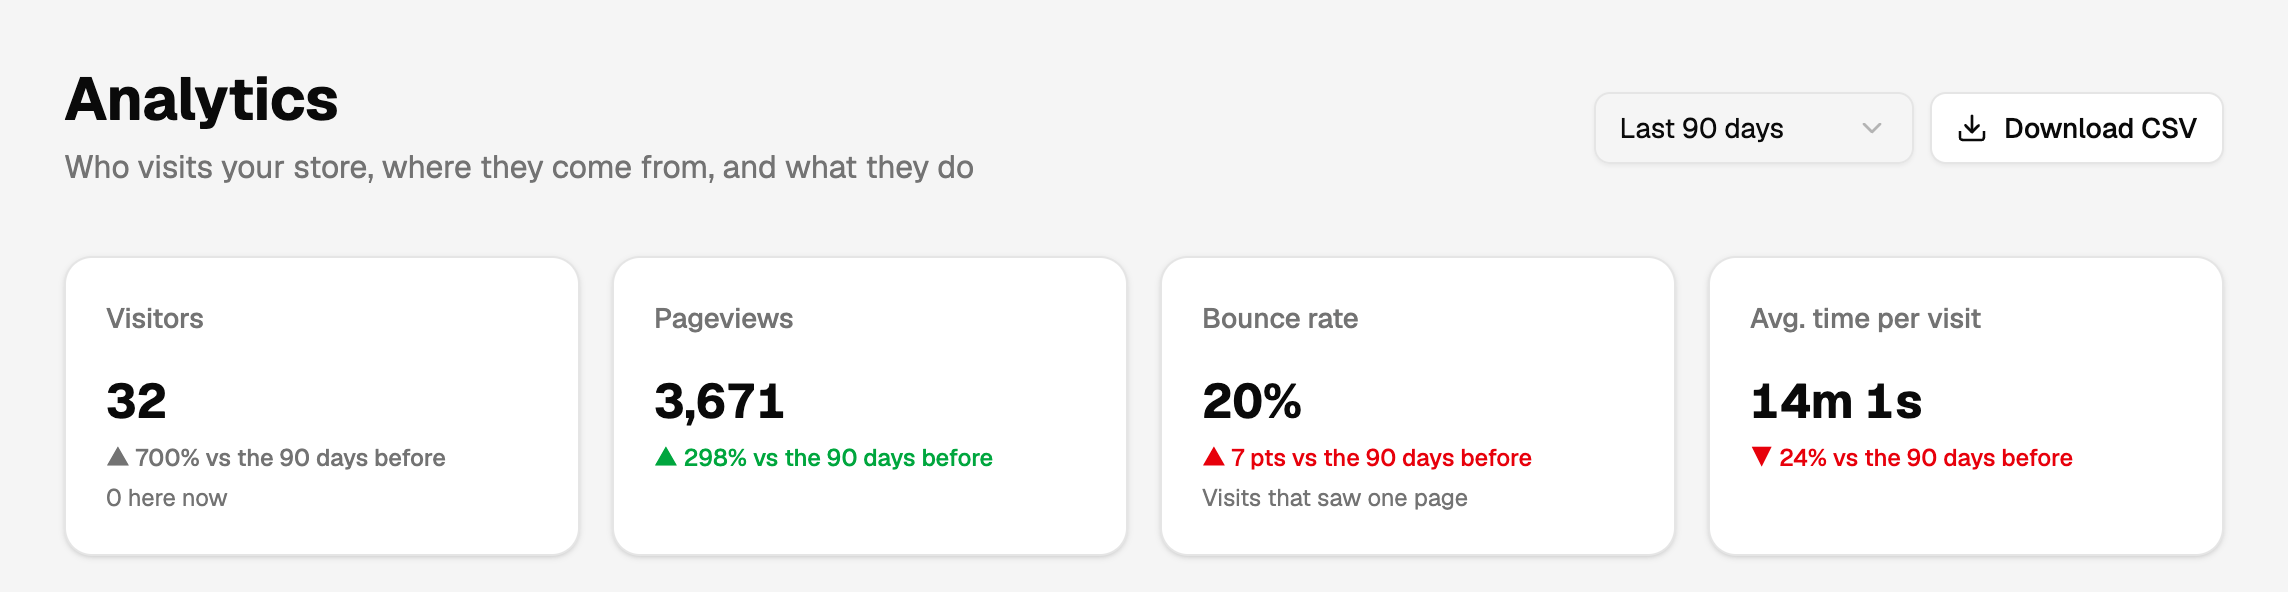 Analytics
Who visits your store, where they come from, and what they do
Last 90 days
Download CSV
Visitors
32
▲ 700% vs the 90 days before
0 here now
Pageviews
3,671
▲ 298% vs the 90 days before
Bounce rate
20%
▲ 7 pts vs the 90 days before
Visits that saw one page
Avg. time per visit
14m 1s
▼ 24% vs the 90 days before